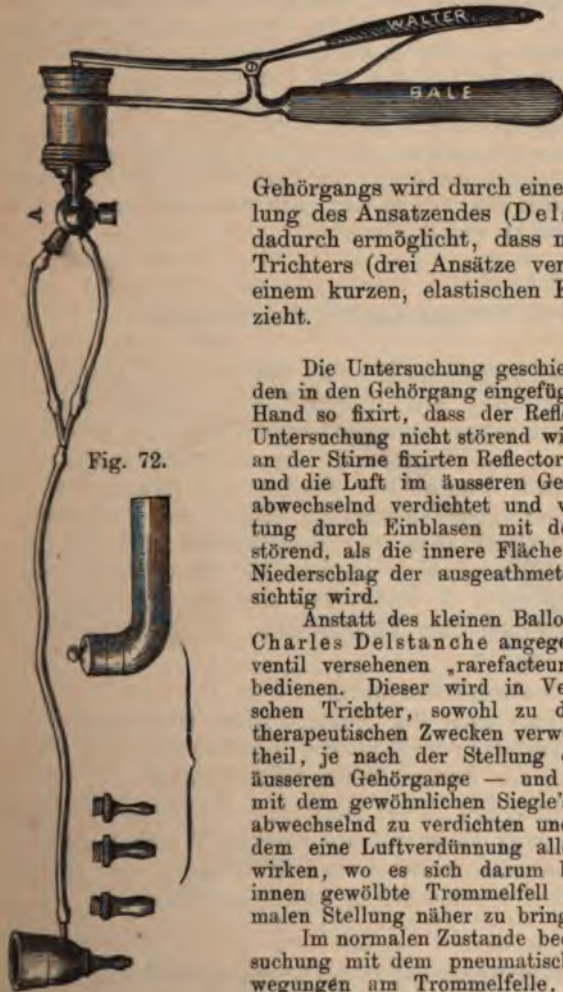 WALTER
BALE
A
Gehörgangs wird durch eine
lung des Ansatzendes (Dels
dadurch ermöglicht, dass m
Trichters (drei Ansätze ver
einem kurzen, elastischen
zieht.
Die Untersuchung geschie
den in den Gehörgang eingefüg
Hand so fixirt, dass der Refle
Untersuchung nicht störend wi
an der Stirne fixirten Reflector
und die Luft im äusseren Ge
abwechselnd verdichtet und v
tung durch Einblasen mit de
störend, als die innere Fläche
Niederschlag der ausgeathmet
sichtig wird.
Anstatt des kleinen Ballo
Charles Delstanche angege
ventil versehenen „rarefacteur
bedienen. Dieser wird in Ve
schen Trichter, sowohl zu d
therapeutischen Zwecken verw
theil, je nach der Stellung
äusseren Gehörgange — und
mit dem gewöhnlichen Siegle'
abwechselnd zu verdichten und
dem eine Luftverdünnung alle
wirken, wo es sich darum
innen gewölbte Trommelfell
malen Stellung näher zu bring
Im normalen Zustande beo
suchung mit dem pneumatisch
wegungen am Trommelfelle,
Fig. 72.